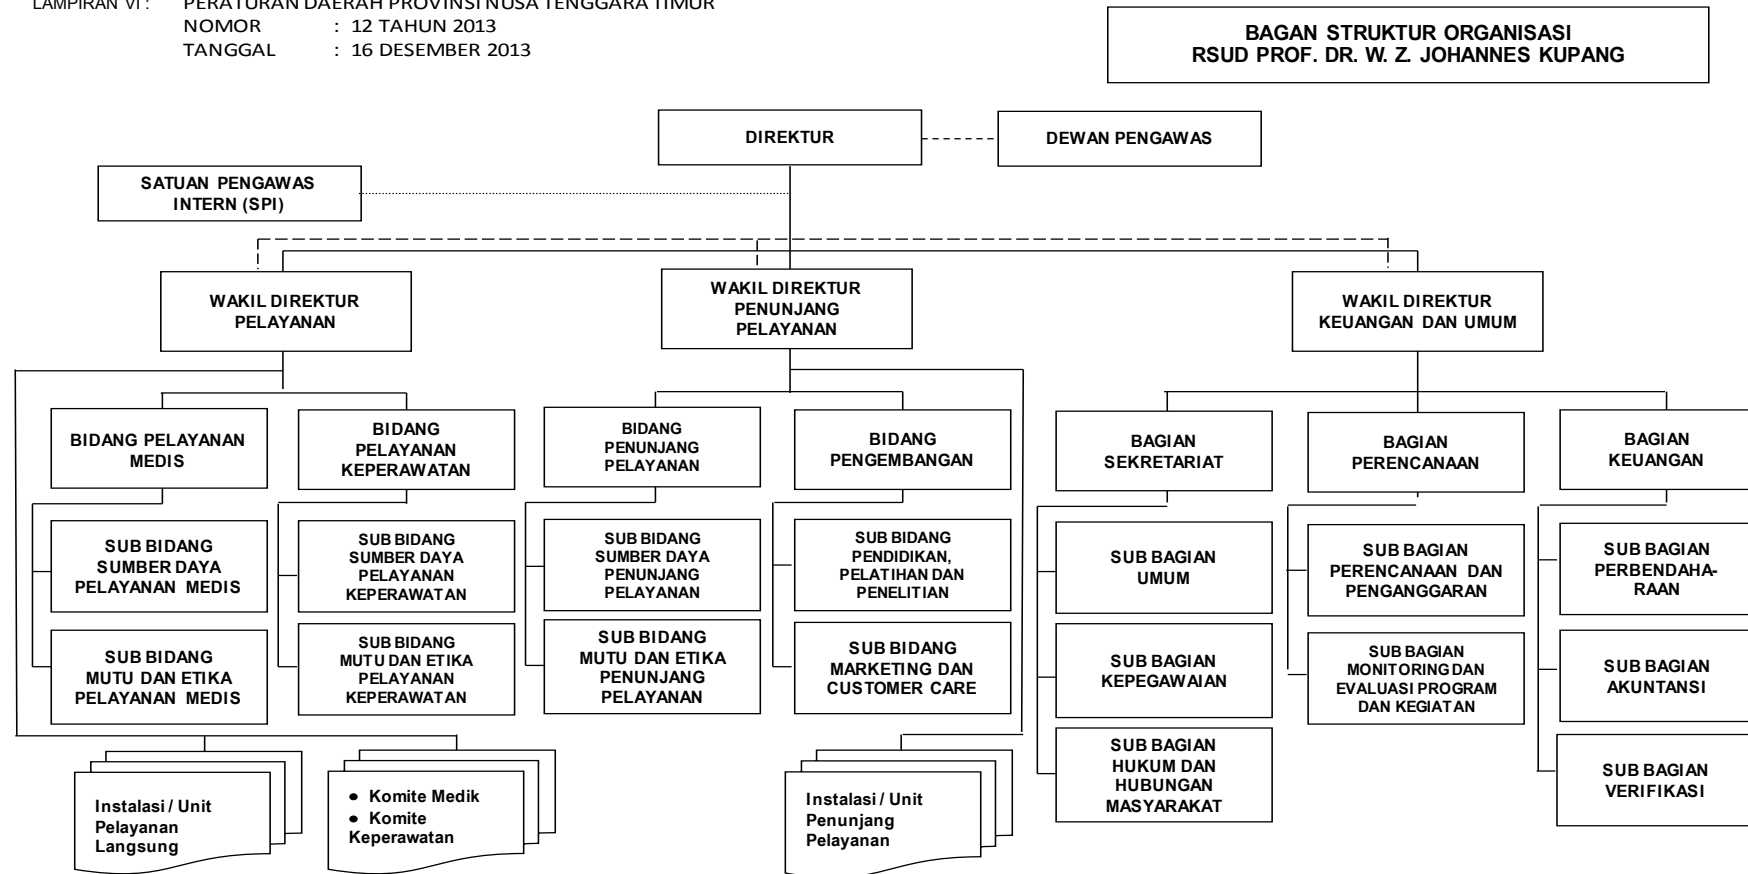 LAMPIRAN VI : PERATURAN DAERAH PROVINSI NUSA TENGGARA TIMUR
NOMOR : 12 TAHUN 2013
TANGGAL : 16 DESEMBER 2013
BAGAN STRUKTUR ORGANISASI
RSUD PROF. DR. W. Z. JOHANNES KUPANG
DIREKTUR
DEWAN PENGAWAS
SATUAN PENGAWAS
INTERN (SPI)
WAKIL DIREKTUR
PELAYANAN
WAKIL DIREKTUR
PENUNJANG
PELAYANAN
WAKIL DIREKTUR
KEUANGAN DAN UMUM
BIDANG PELAYANAN
MEDIS
BIDANG
PELAYANAN
KEPERAWATAN
BIDANG
PENUNJANG
PELAYANAN
BIDANG
PENGEMBANGAN
BAGIAN
SEKRETARIAT
BAGIAN
PERENCANAAN
BAGIAN
KEUANGAN
SUB BIDANG
SUMBER DAYA
PELAYANAN MEDIS
SUB BIDANG
SUMBER DAYA
PELAYANAN
KEPERAWATAN
SUB BIDANG
SUMBER DAYA
PENUNJANG
PELAYANAN
SUB BIDANG
PENDIDIKAN,
PELATIHAN DAN
PENELITIAN
SUB BAGIAN
UMUM
SUB BAGIAN
PERENCANAAN DAN
PENGANGGARAN
SUB BAGIAN
PERBENDAHA-
RAAN
SUB BIDANG
MUTU DAN ETIKA
PELAYANAN MEDIS
SUB BIDANG
MUTU DAN ETIKA
PELAYANAN
KEPERAWATAN
SUB BIDANG
MUTU DAN ETIKA
PENUNJANG
PELAYANAN
SUB BIDANG
MARKETING DAN
CUSTOMER CARE
SUB BAGIAN
KEPEGAWAIAN
SUB BAGIAN
MONITORING DAN
EVALUASI PROGRAM
DAN KEGIATAN
SUB BAGIAN
AKUNTANSI
SUB BAGIAN
HUKUM DAN
HUBUNGAN
MASYARAKAT
SUB BAGIAN
VERIFIKASI
Instalasi / Unit
Pelayanan
Langsung
● Komite Medik
● Komite
Keperawatan
Instalasi / Unit
Penunjang
Pelayanan